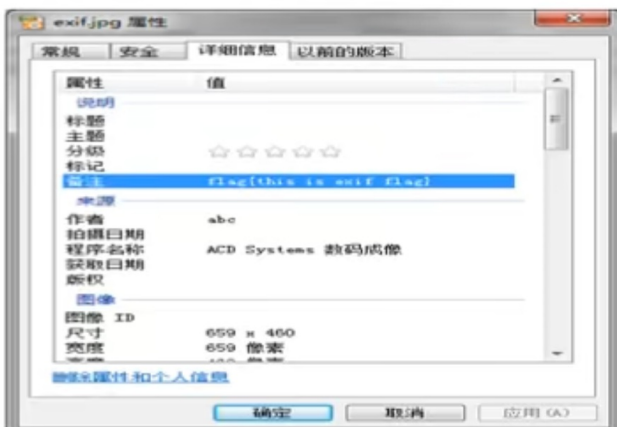 exif.jpg 属性
常规 安全 详细信息 以前的版本
属性 值
说明
标题
主题
分级
标记
备注 flag{this is exif flag}
来源
作者 abc
拍摄日期
程序名称 ACD Systems 数码成像
获取日期
版权
图像
图像 ID
尺寸 659 x 460
宽度 659 像素
删除属性和个人信息
确定 取消 应用(A)